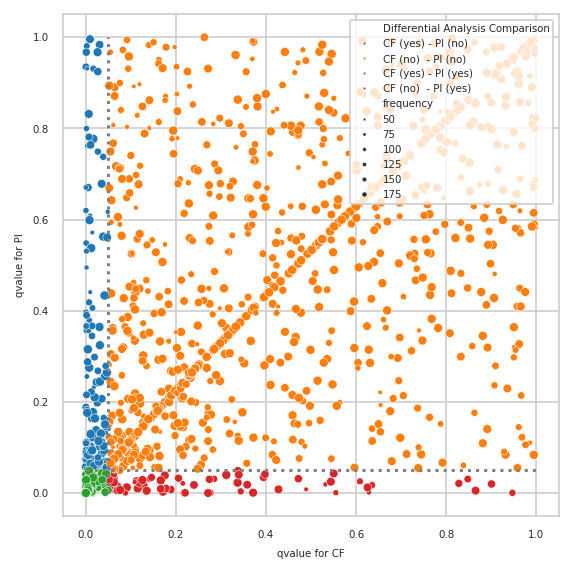 Differential Analysis Comparison
CF (yes) - PI (no)
CF (no)  - PI (no)
CF (yes) - PI (yes)
CF (no)  - PI (yes)
frequency
50
75
100
125
150
175
1.0
0.8
0.6
0.4
0.2
0.0
qvalue for PI
0.0 0.2 0.4 0.6 0.8 1.0
qvalue for CF